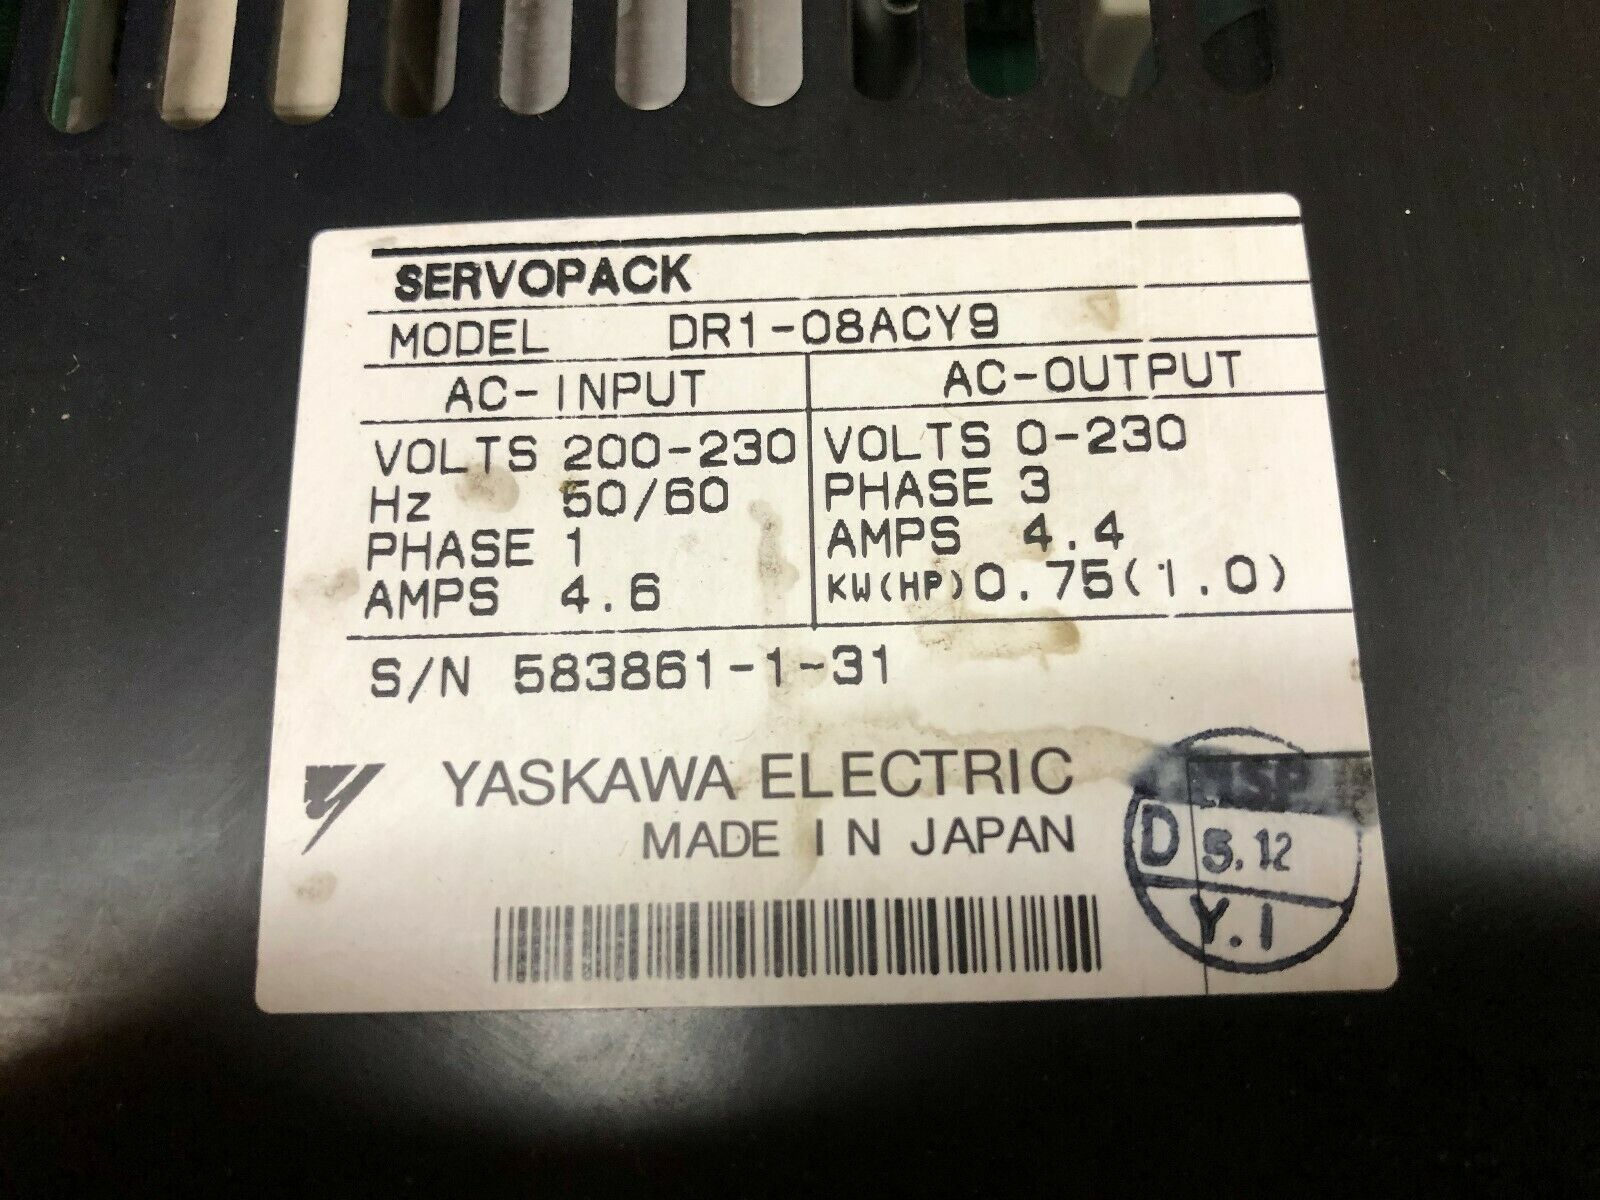 SERVOPACK
MODEL DR1-08ACY9
AC-INPUT AC-OUTPUT
VOLTS 200-230 VOLTS 0-230
Hz 50/60 PHASE 3
PHASE 1 AMPS 4.4
AMPS 4.6 KW(HP) 0.75(1.0)
S/N 583861-1-31
YASKAWA ELECTRIC
MADE IN JAPAN
D 5.12
Y.I